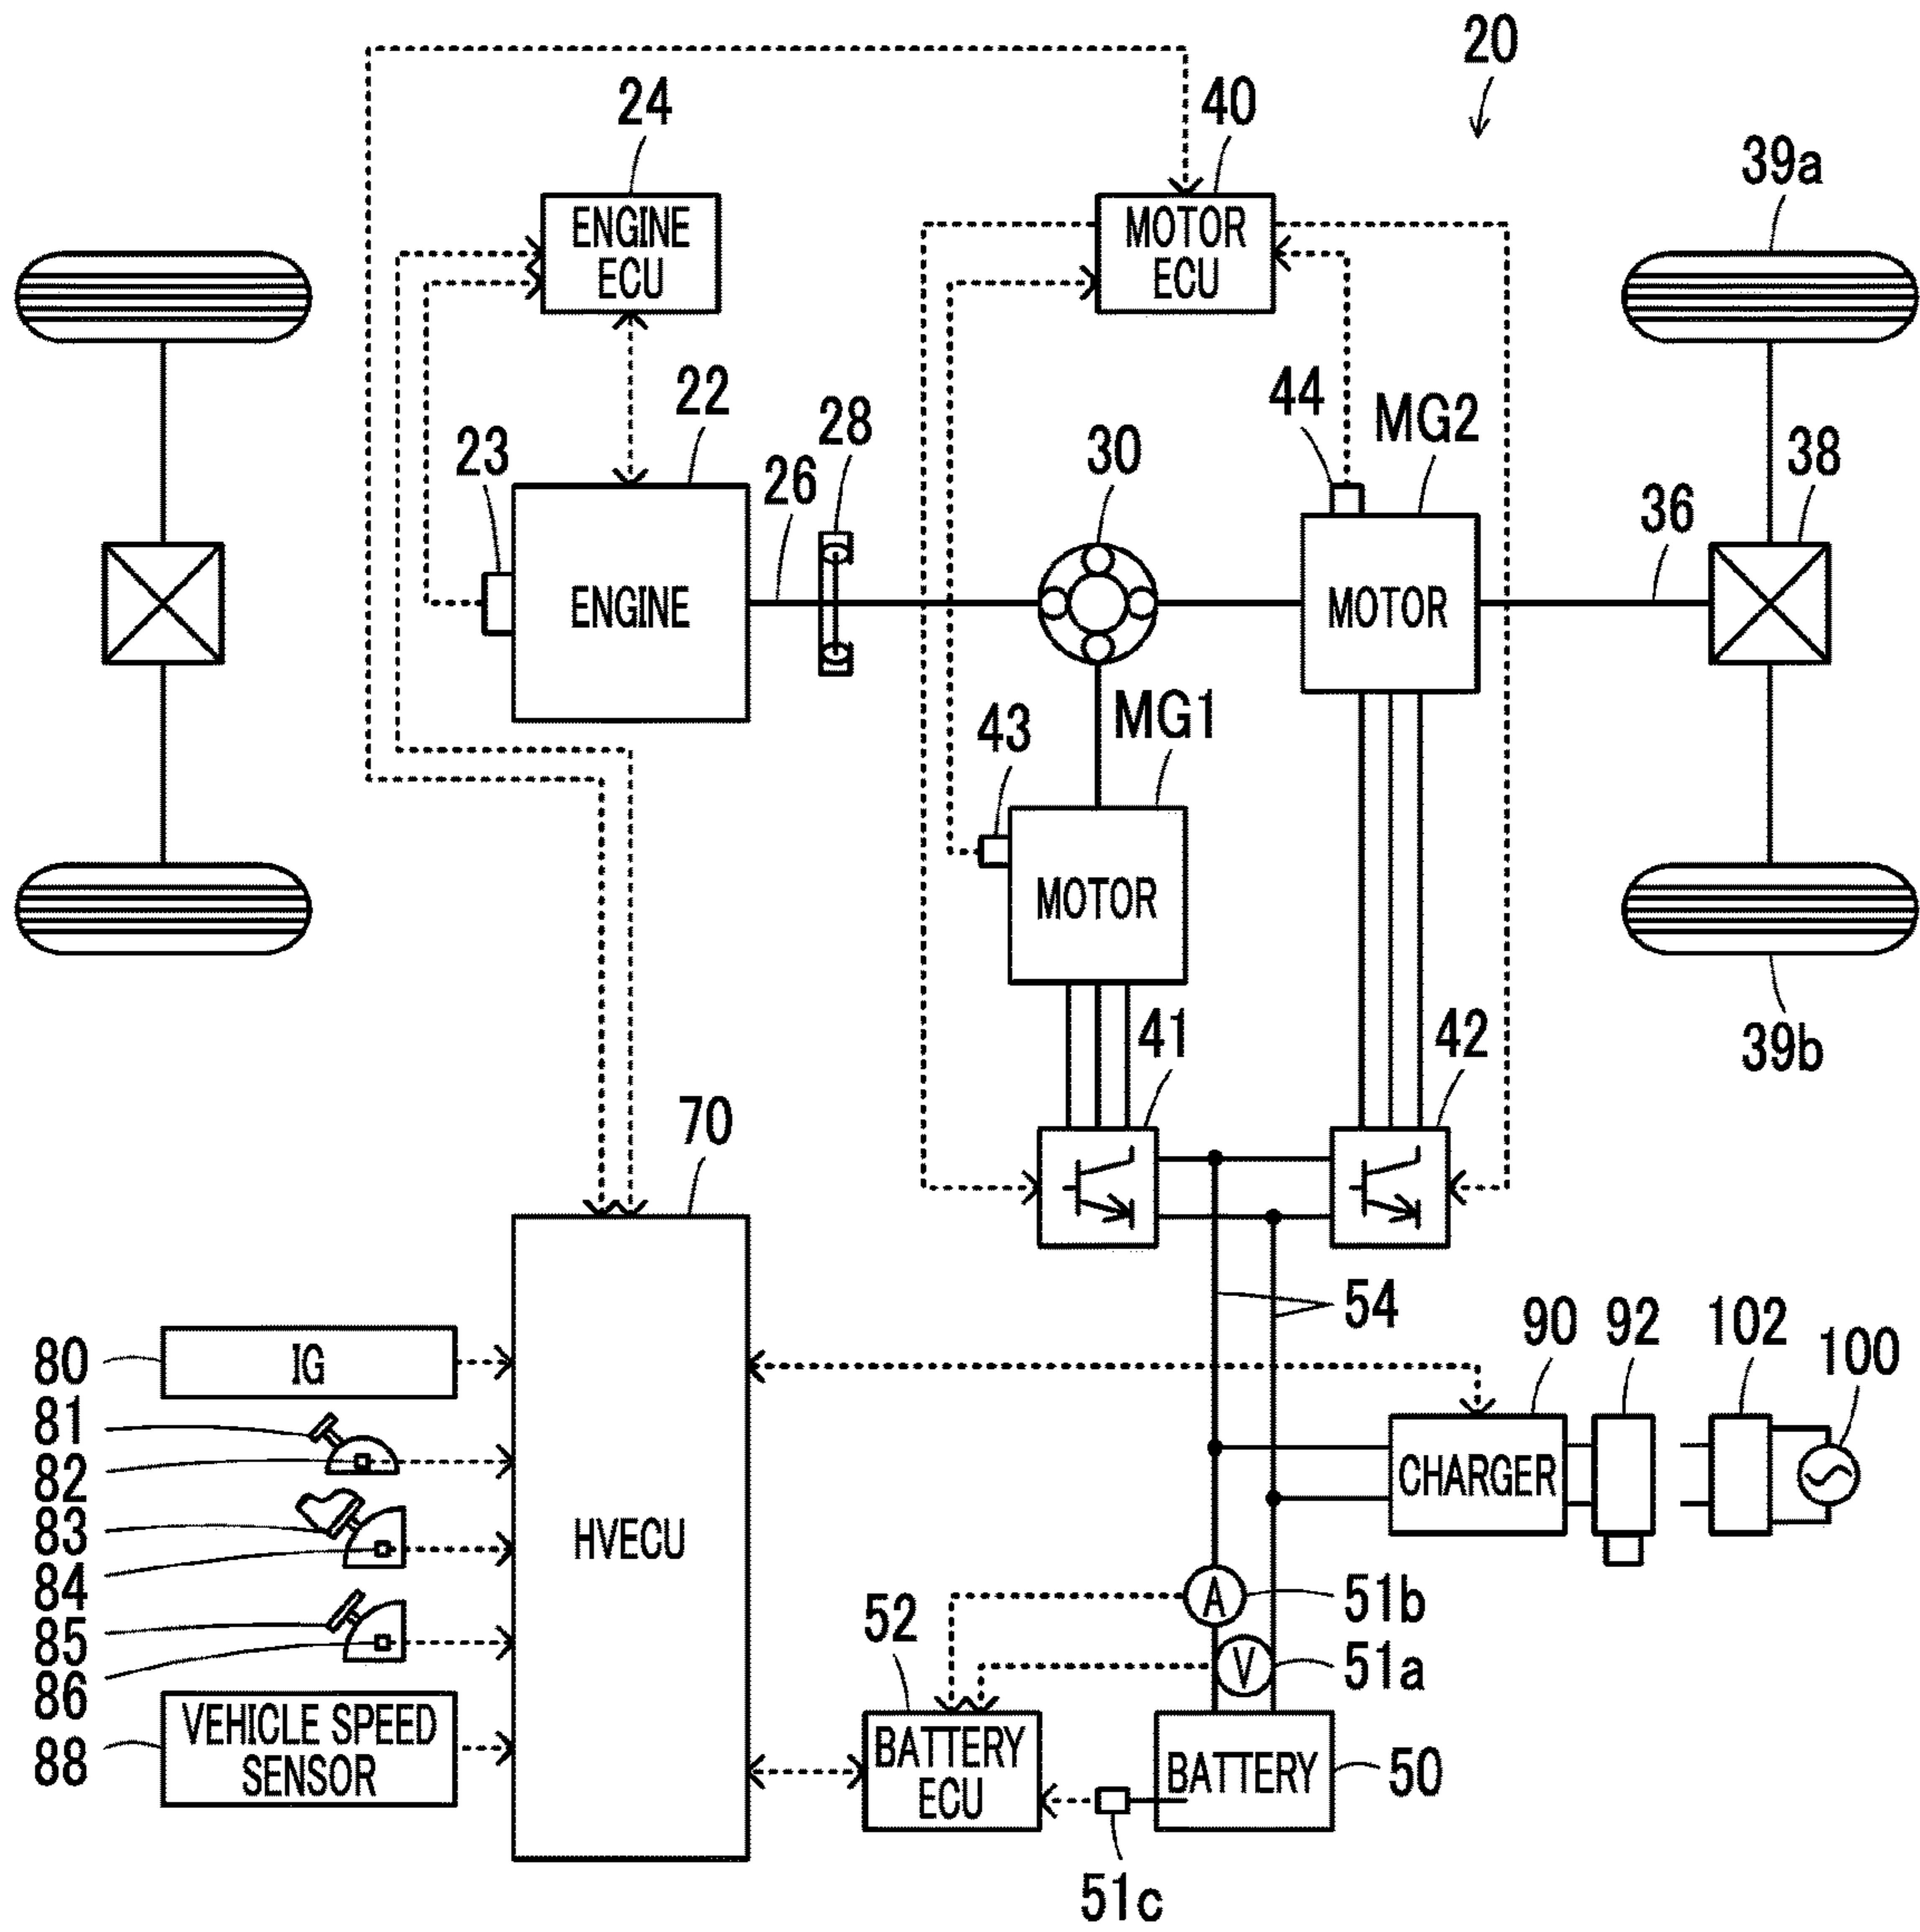 20
24
40
39a
ENGINE
ECU
MOTOR
ECU
22
28
44
MG2
23
26
30
38
36
ENGINE
MOTOR
MG1
43
MOTOR
41
42
39b
70
54
90
92
102
100
80
IG
81
82
CHARGER
83
HVECU
84
A
51b
85
52
V
51a
86
VEHICLE SPEED
SENSOR
88
BATTERY
ECU
BATTERY
50
51c